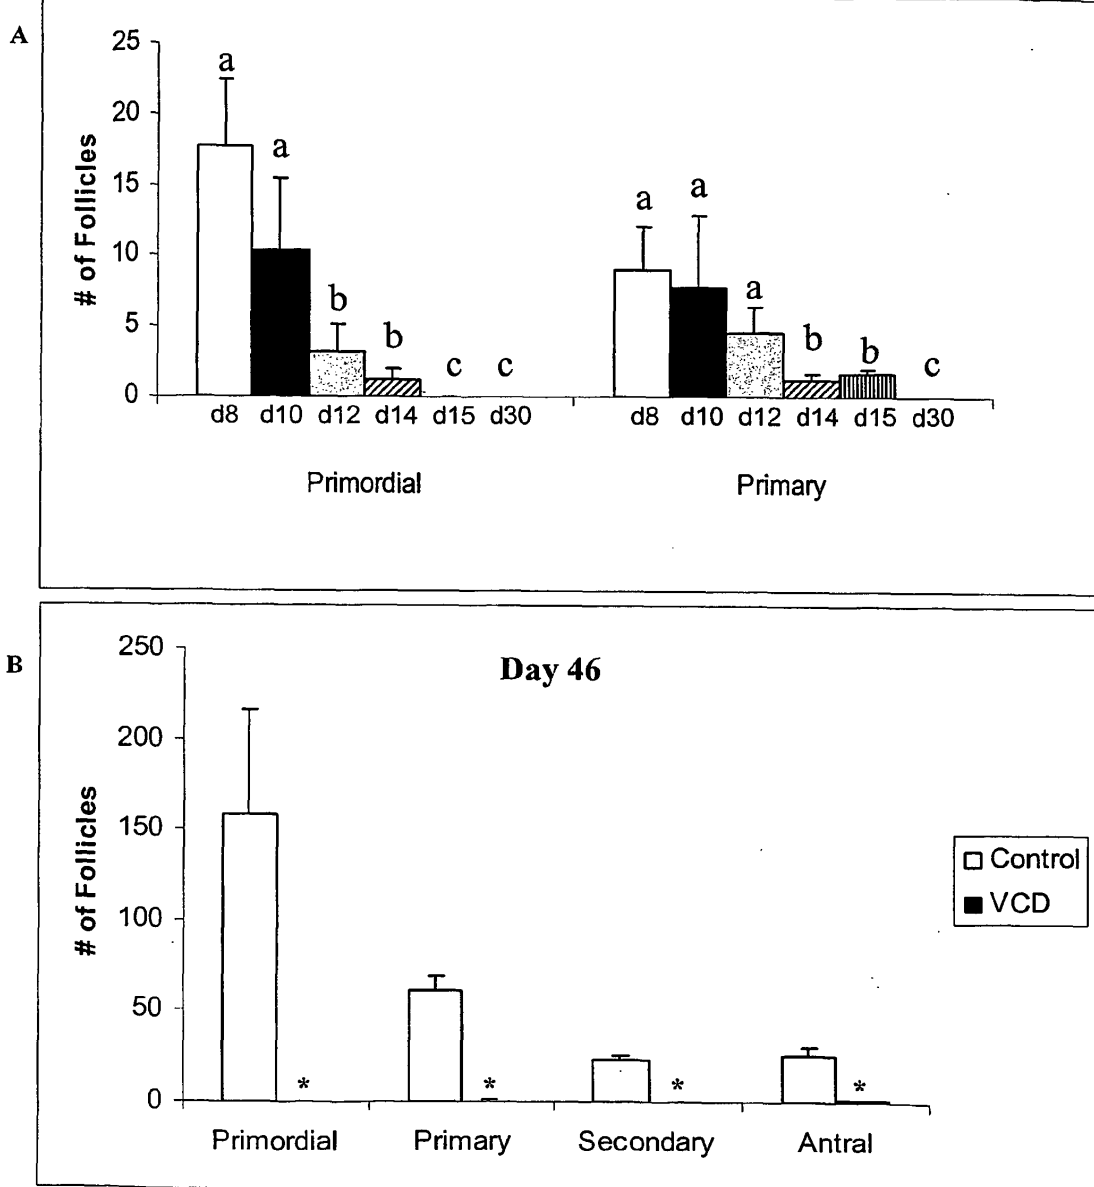 A
25
20
15
10
5
0
# of Follicles
a a b b c c a a a b b c
d8 d10 d12 d14 d15 d30 d8 d10 d12 d14 d15 d30
Primordial Primary
B
Day 46
250
200
150
100
50
0
# of Follicles
* * * *
Primordial Primary Secondary Antral
Control
VCD